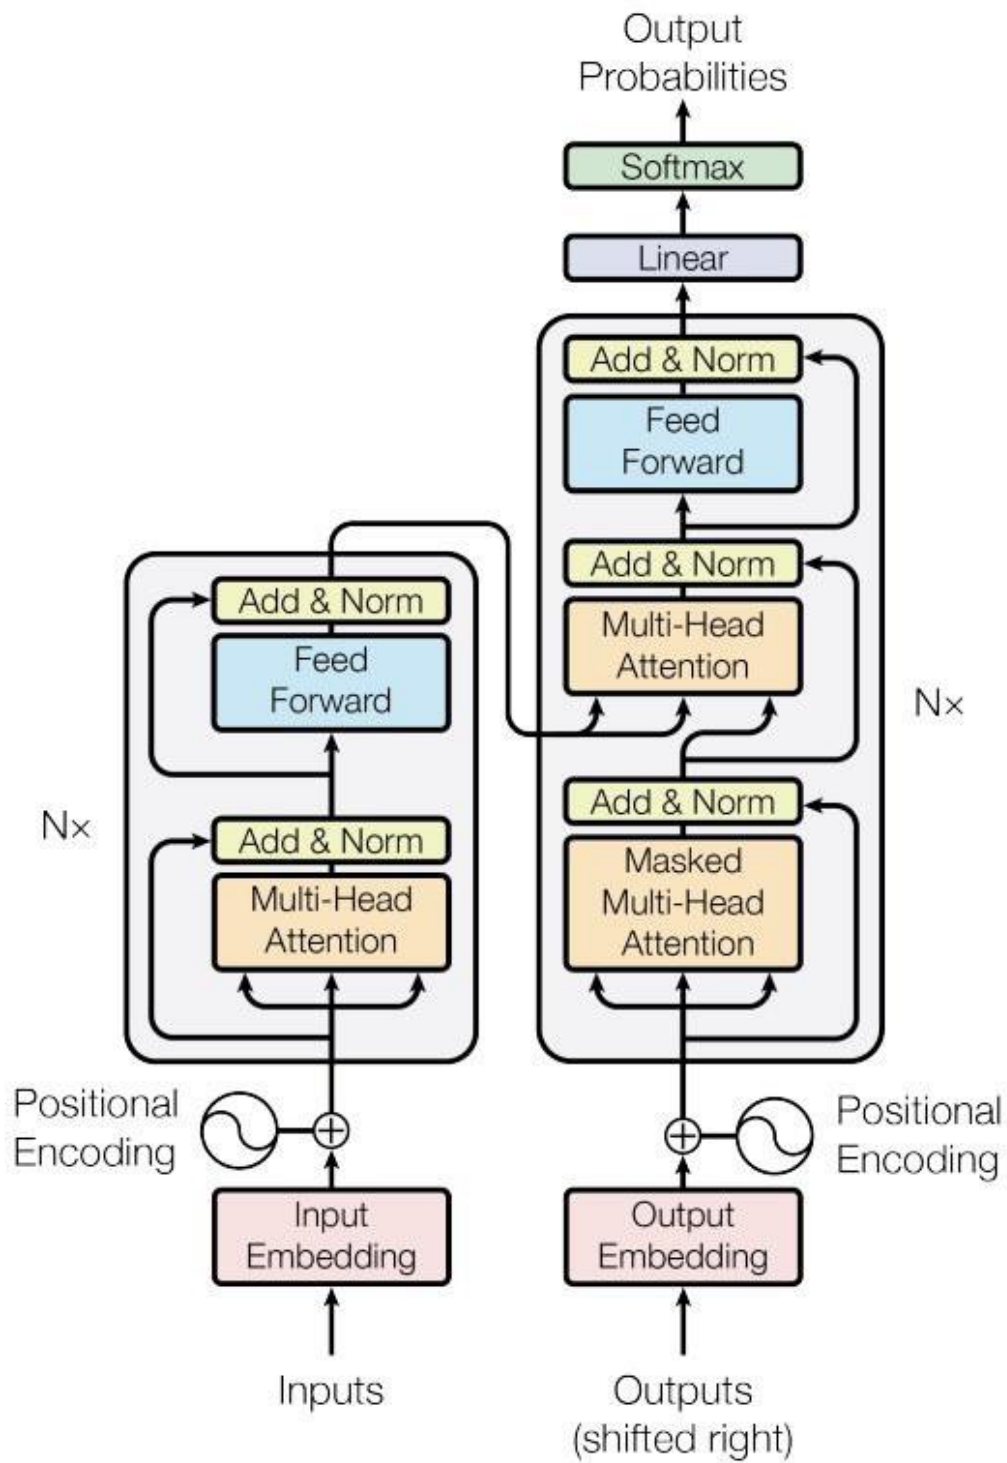 Output
Probabilities
Softmax
Linear
Add & Norm
Feed
Forward
Add & Norm
Multi-Head
Attention
Add & Norm
Masked
Multi-Head
Attention
Nx
Add & Norm
Feed
Forward
Add & Norm
Multi-Head
Attention
Nx
Positional
Encoding
Positional
Encoding
Input
Embedding
Output
Embedding
Inputs
Outputs
(shifted right)